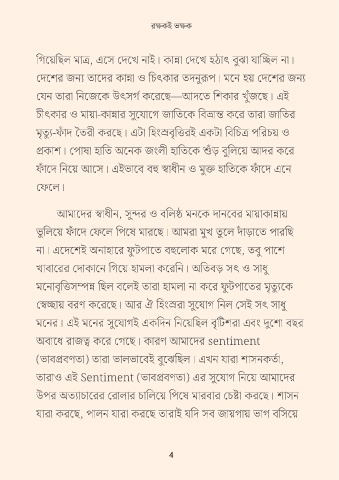 রক্ষকই ভক্ষক
গিয়েছিল মাত্র, এসে দেখে নাই। কান্না দেখে হঠাৎ বুঝা যাচ্ছিল না।
দেশের জন্য তাদের কান্না ও চিৎকার তদনুরূপ। মনে হয় দেশের জন্য
যেন তারা নিজেকে উৎসর্গ করেছে—আদতে শিকার খুঁজছে। এই
চীৎকার ও মায়া-কান্নার সুযোগে জাতিকে বিভ্রান্ত করে তারা জাতির
মৃত্যু-ফাঁদ তৈরী করছে। এটা হিংস্রবৃত্তিরই একটা বিচিত্র পরিচয় ও
প্রকাশ। পোষা হাতি অনেক জংলী হাতিকে শুঁড় বুলিয়ে আদর করে
ফাঁদে নিয়ে আসে। এইভাবে বহু স্বাধীন ও মুক্ত হাতিকে ফাঁদে এনে
ফেলে।
আমাদের স্বাধীন, সুন্দর ও বলিষ্ঠ মনকে দানবের মায়াকান্নায়
ভুলিয়ে ফাঁদে ফেলে পিষে মারছে। আমরা মুখ তুলে দাঁড়াতে পারছি
না। এদেশেই অনাহারে ফুটপাতে বহুলোক মরে গেছে, তবু পাশে
খাবারের দোকানে গিয়ে হামলা করেনি। অতিবড় সৎ ও সাধু
মনোবৃত্তিসম্পন্ন ছিল বলেই তারা হামলা না করে ফুটপাতের মৃত্যুকে
স্বেচ্ছায় বরণ করেছে। আর ঐ হিংস্ররা সুযোগ নিল সেই সৎ সাধু
মনের। এই মনের সুযোগই একদিন নিয়েছিল বৃটিশরা এবং দুশো বছর
অবাধে রাজত্ব করে গেছে। কারণ আমাদের sentiment
(ভাবপ্রবণতা) তারা ভালভাবেই বুঝেছিল। এখন যারা শাসনকর্তা,
তারাও এই Sentiment (ভাবপ্রবণতা) এর সুযোগ নিয়ে আমাদের
উপর অত্যাচারের রোলার চালিয়ে পিষে মারবার চেষ্টা করছে। শাসন
যারা করছে, পালন যারা করছে তারাই যদি সব জায়গায় ভাগ বসিয়ে
4